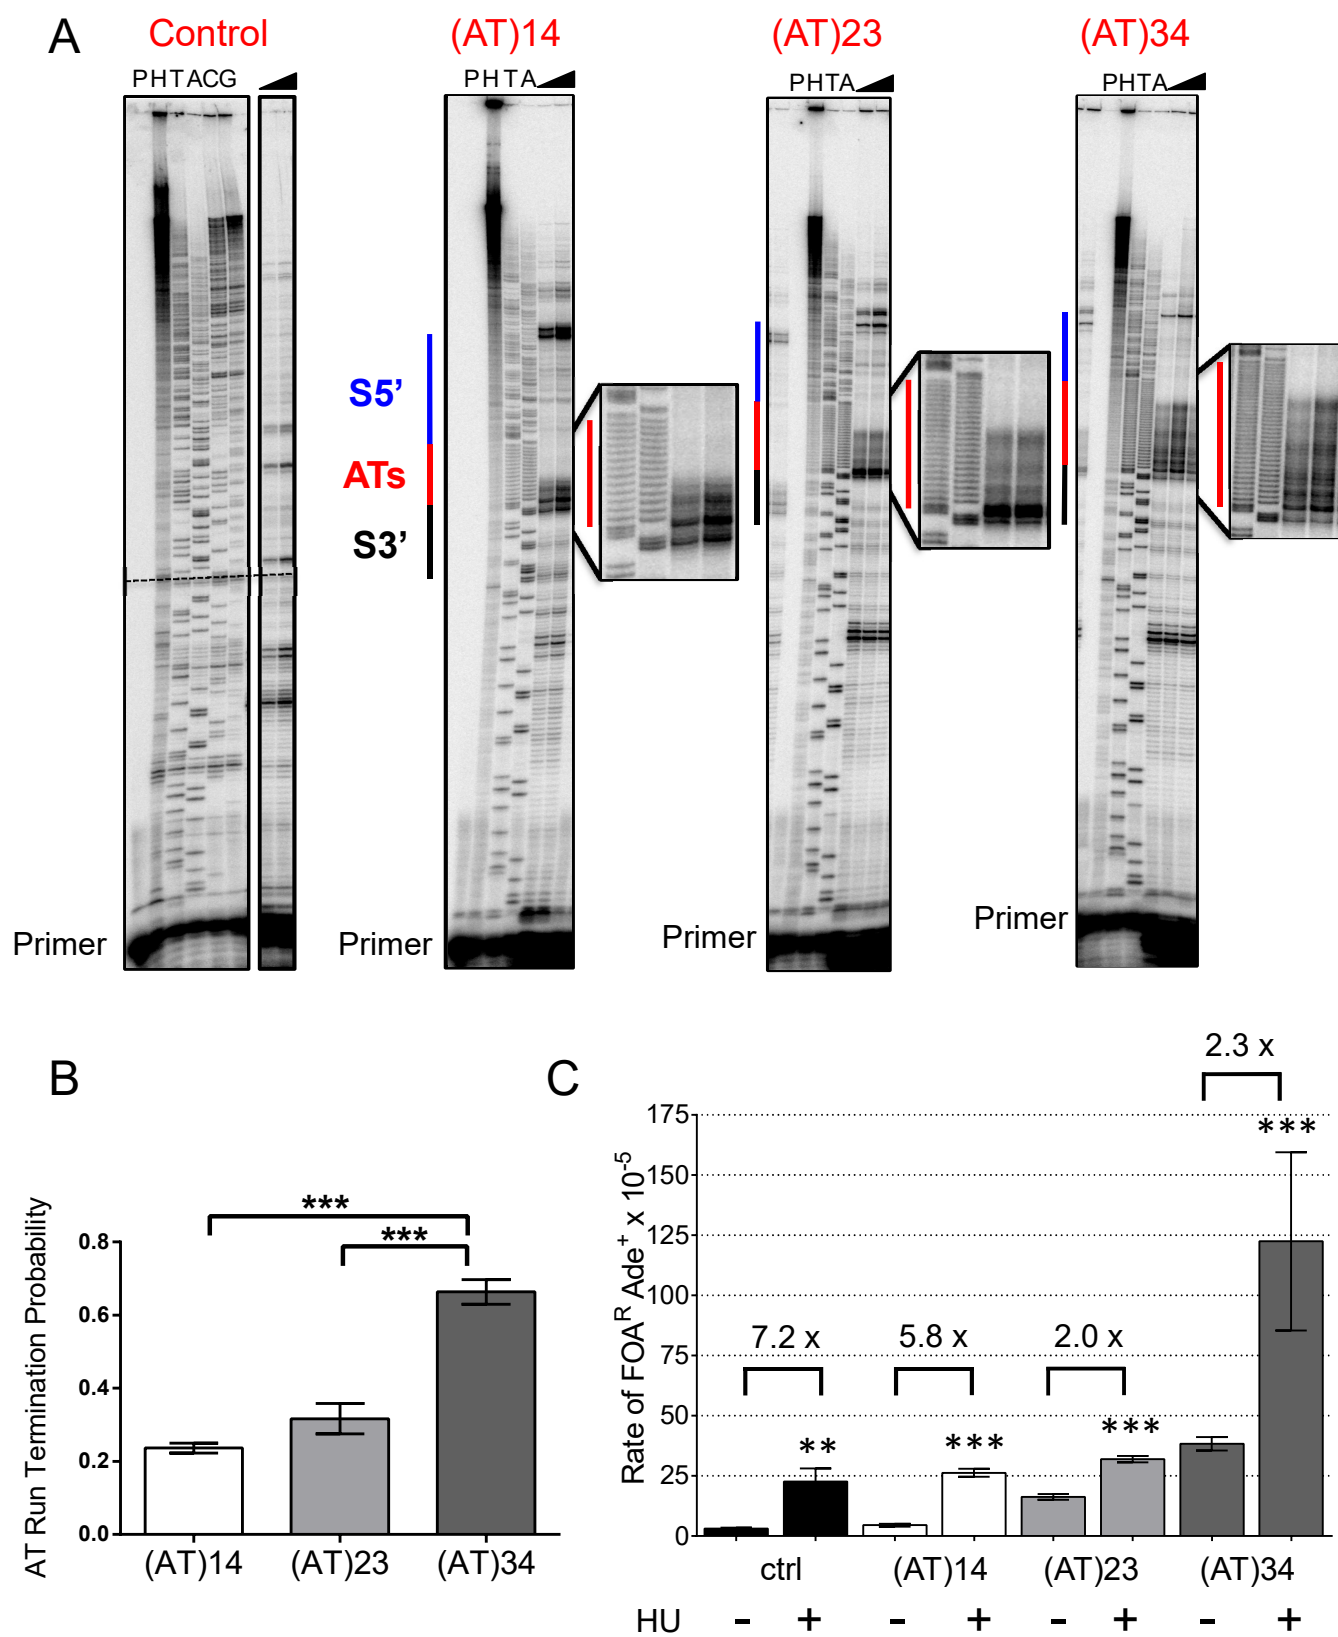 A
Control
(AT)14
(AT)23
(AT)34
PHTACG
PHTA
PHTA
PHTA
S5’
ATs
S3’
Primer
Primer
Primer
Primer
B
AT Run Termination Probability
0.8
0.6
0.4
0.2
0.0
***
***
(AT)14
(AT)23
(AT)34
C
Rate of FOA^R Ade^+ x 10^-5
175
150
125
100
75
50
25
0
7.2 x
5.8 x
2.0 x
2.3 x
**
***
***
***
ctrl
(AT)14
(AT)23
(AT)34
HU - + - + - + - +